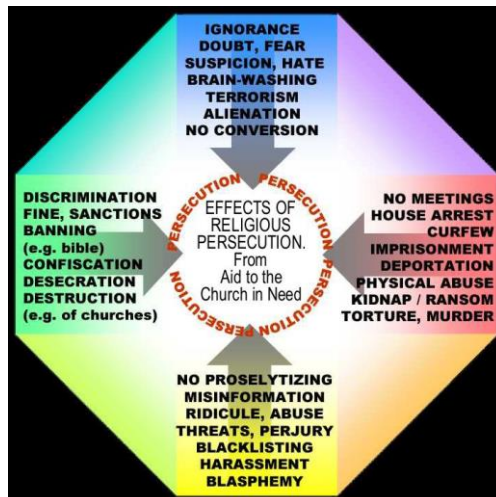 IGNORANCE
DOUBT, FEAR
SUSPICION, HATE
BRAIN-WASHING
TERRORISM
ALIENATION
NO CONVERSION
DISCRIMINATION
FINE, SANCTIONS
BANNING
(e.g. bible)
CONFISCATION
DESECRATION
DESTRUCTION
(e.g. of churches)
PERSECUTION PERSECUTION PERSECUTION PERSECUTION PERSECUTION
EFFECTS OF
RELIGIOUS
PERSECUTION.
From
Aid to the
Church in Need
NO MEETINGS
HOUSE ARREST
CURFEW
IMPRISONMENT
DEPORTATION
PHYSICAL ABUSE
KIDNAP / RANSOM
TORTURE, MURDER
NO PROSELYTIZING
MISINFORMATION
RIDICULE, ABUSE
THREATS, PERJURY
BLACKLISTING
HARASSMENT
BLASPHEMY